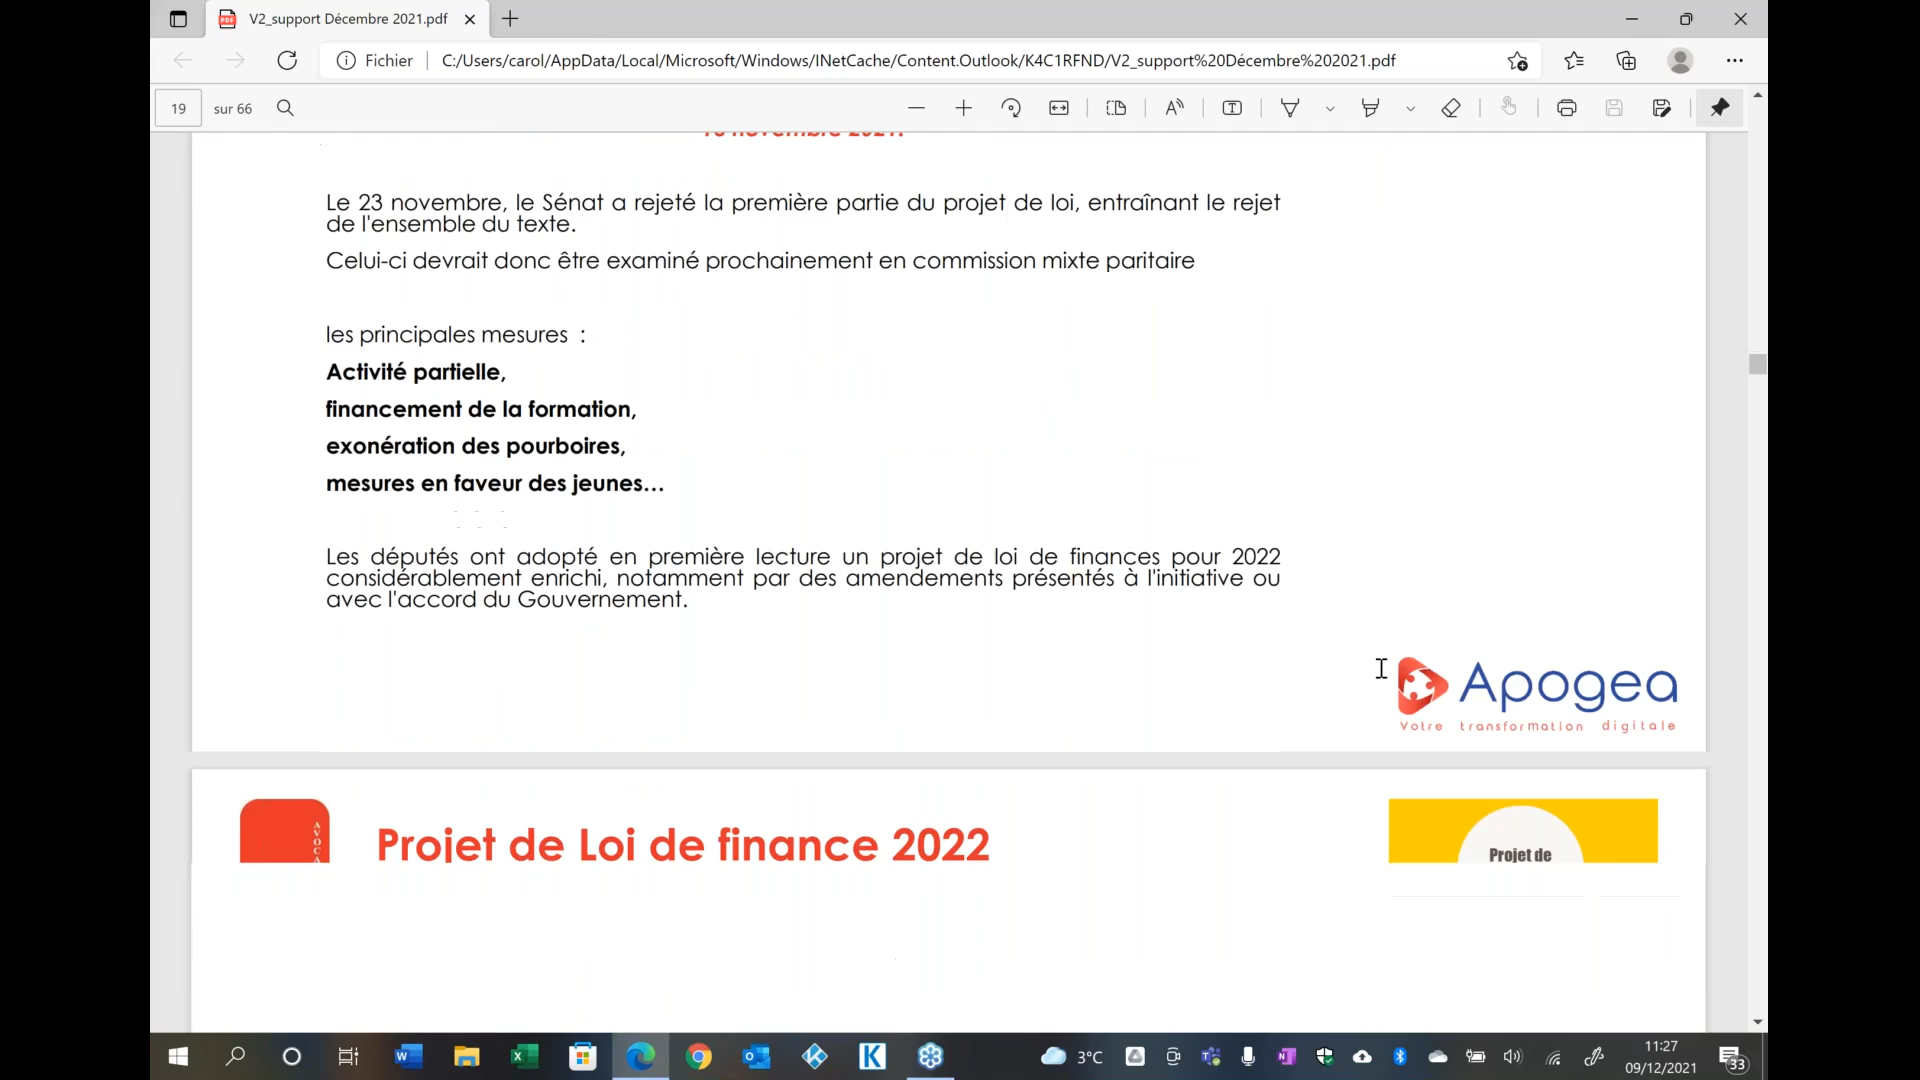 V2_support Décembre 2021.pdf
Fichier
C:/Users/carol/AppData/Local/Microsoft/Windows/INetCache/Content.Outlook/K4C1RFND/V2_support%20Décembre%202021.pdf
19 sur 66
novembre 2021.
Le 23 novembre, le Sénat a rejeté la première partie du projet de loi, entraînant le rejet
de l'ensemble du texte.
Celui-ci devrait donc être examiné prochainement en commission mixte paritaire
les principales mesures :
Activité partielle,
financement de la formation,
exonération des pourboires,
mesures en faveur des jeunes...
Les députés ont adopté en première lecture un projet de loi de finances pour 2022
considérablement enrichi, notamment par des amendements présentés à l'initiative ou
avec l'accord du Gouvernement.
Apogea
Votre transformation digitale
AVOCA
Projet de Loi de finance 2022
Projet de
3°C
11:27
09/12/2021
33